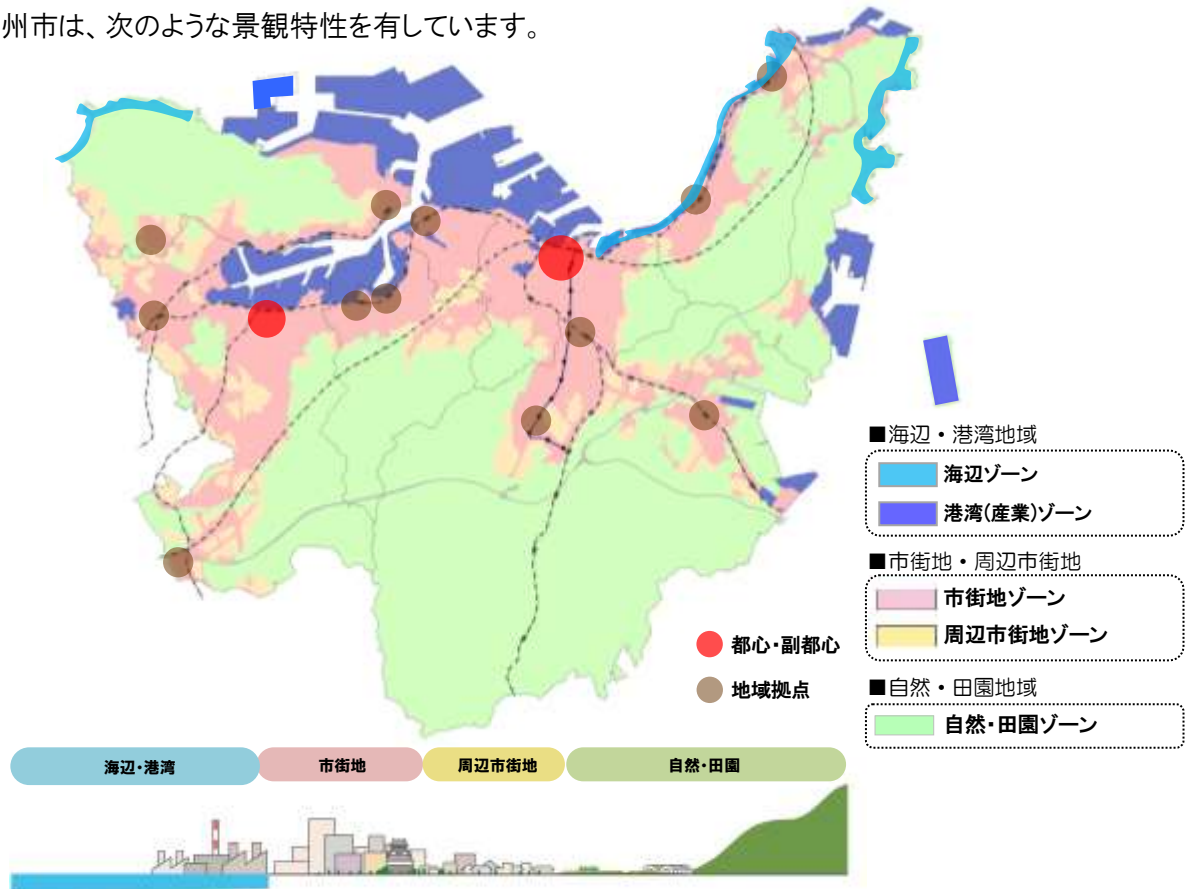 州市は、次のような景観特性を有しています。
■海辺・港湾地域
海辺ゾーン
港湾(産業)ゾーン
■市街地・周辺市街地
市街地ゾーン
周辺市街地ゾーン
都心・副都心
地域拠点
■自然・田園地域
自然・田園ゾーン
海辺・港湾 市街地 周辺市街地 自然・田園